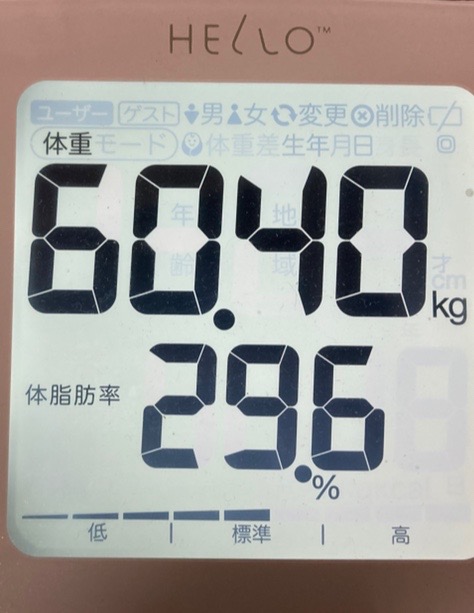 HELLO™
ユーザー ゲスト 男 女 変更 削除
体重モード 体重差生年月日
年 地
60.40 kg
齢 域 才
cm
体脂肪率 29.6 %
低 標準 高